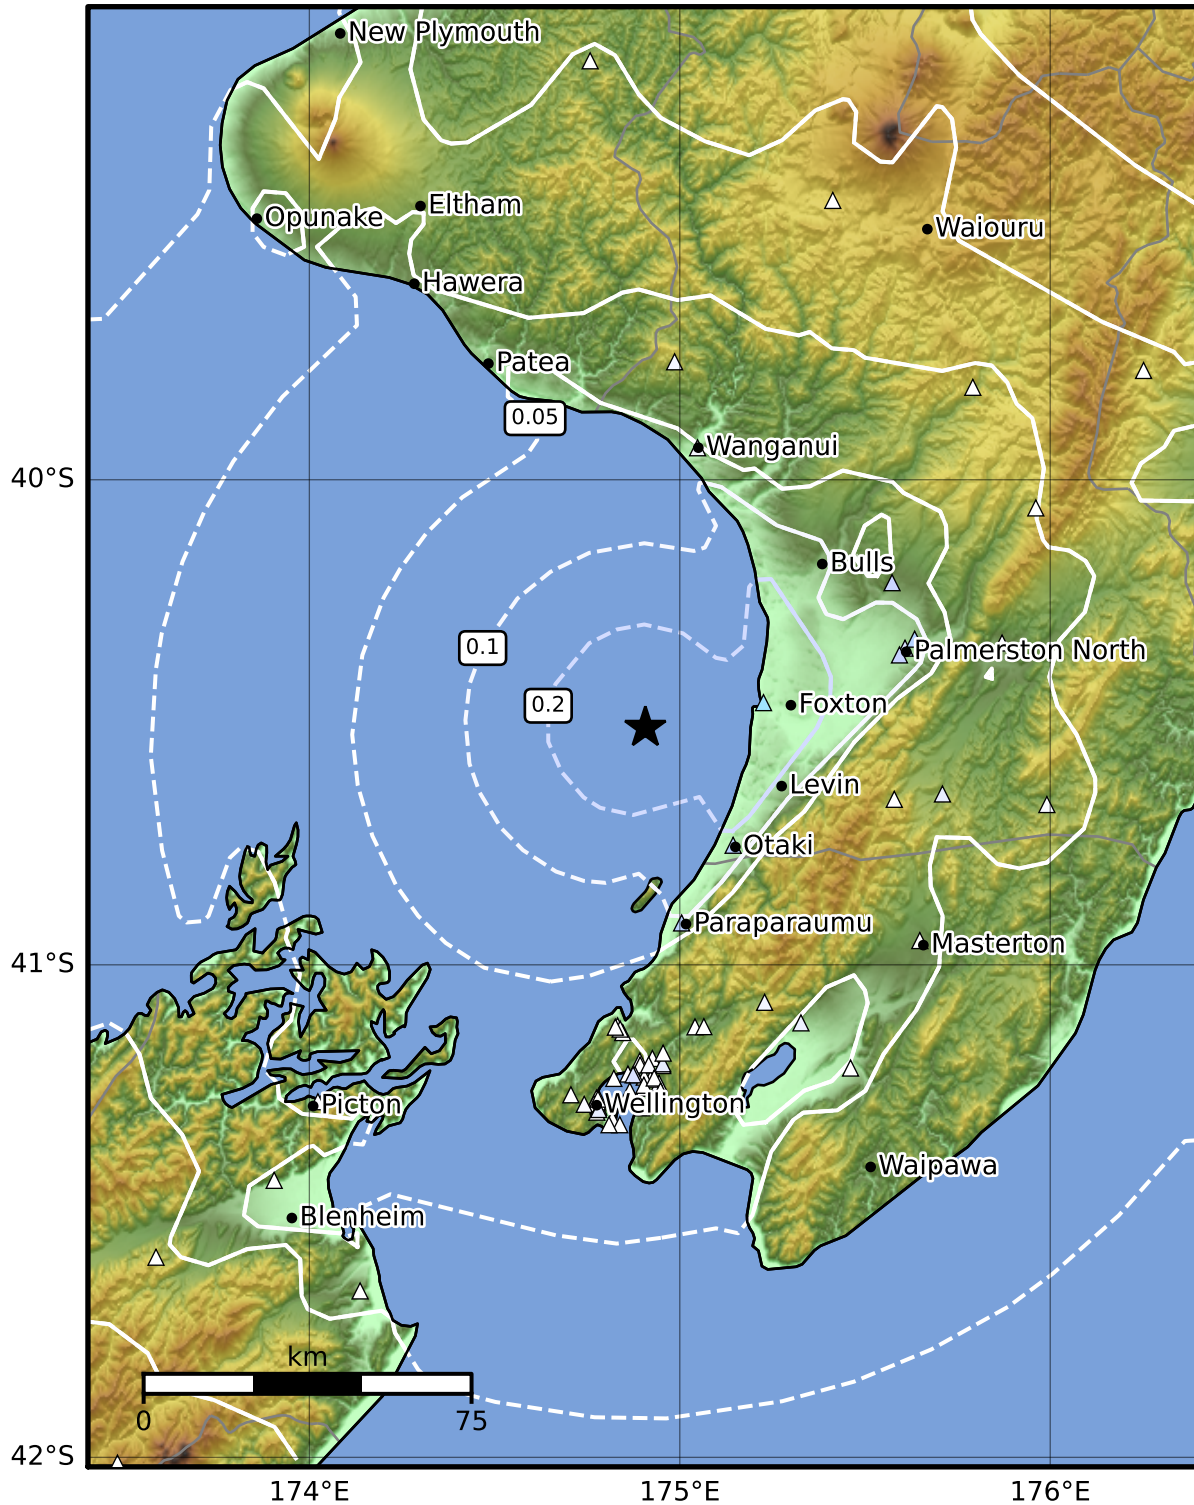 New Plymouth
Opunake
Eltham
Waiouru
Hawera
Patea
0.05
Wanganui
40°S
Bulls
0.1
Palmerston North
0.2
Foxton
Levin
Otaki
Paraparaumu
Masterton
41°S
Picton
Wellington
Waipawa
Blenheim
km
0 75
42°S
174°E 175°E 176°E